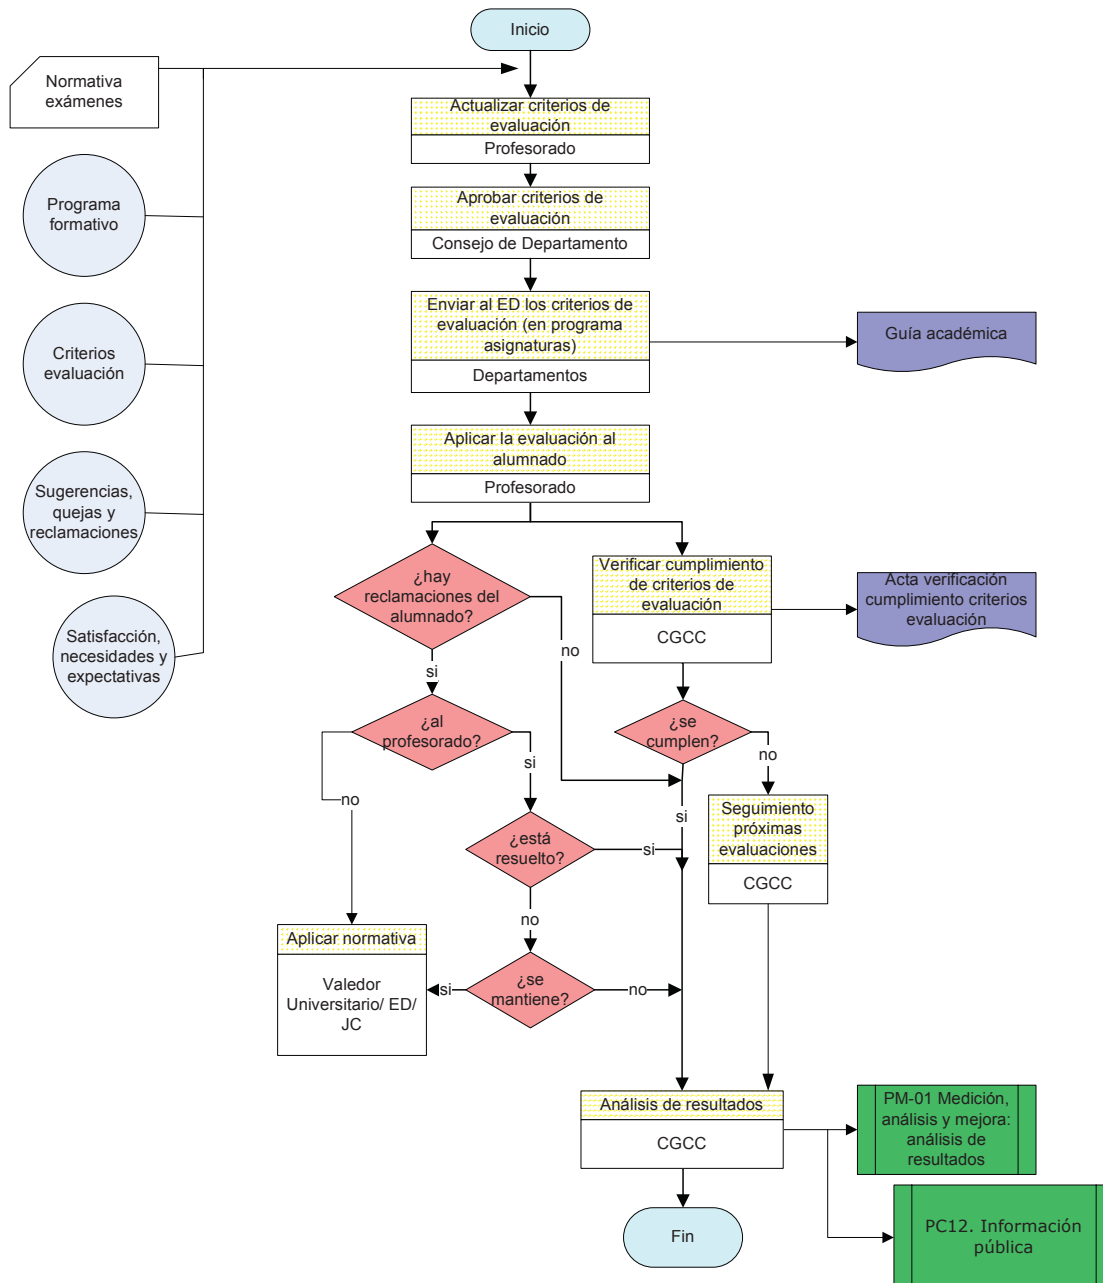 Inicio
Normativa
exámenes
Actualizar criterios de
evaluación
Profesorado
Programa
formativo
Aprobar criterios de
evaluación
Consejo de Departamento
Enviar al ED los criterios de
evaluación (en programa
asignaturas)
Departamentos
Guía académica
Criterios
evaluación
Aplicar la evaluación al
alumnado
Profesorado
Sugerencias,
quejas y
reclamaciones
¿hay
reclamaciones del
alumnado?
Verificar cumplimiento
de criterios de
evaluación
CGCC
Acta verificación
cumplimiento criterios
evaluación
Satisfacción,
necesidades y
expectativas
no
si
¿al
profesorado?
¿se
cumplen?
si
no
no
si
Seguimiento
próximas
evaluaciones
CGCC
¿está
resuelto?
si
no
Aplicar normativa
Valedor
Universitario/ ED/
JC
si
¿se
mantiene?
no
Análisis de resultados
CGCC
PM-01 Medición,
análisis y mejora:
análisis de
resultados
PC12. Información
pública
Fin